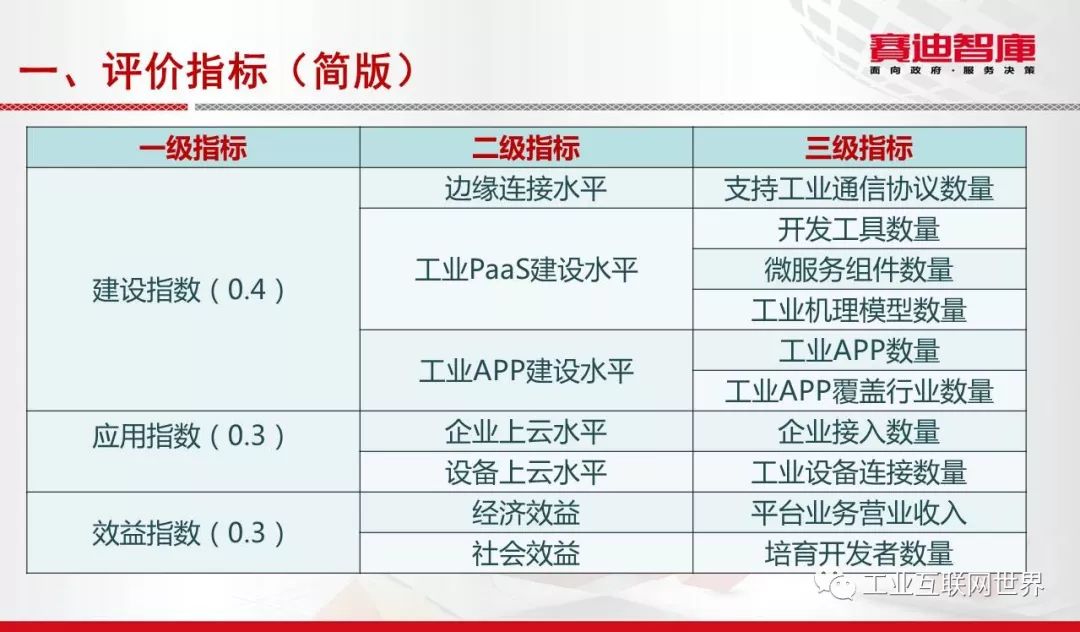 一、评价指标（简版）
赛迪智庫
面向政府·服务决策
一级指标 二级指标 三级指标
建设指数（0.4） 边缘连接水平 支持工业通信协议数量
工业PaaS建设水平 开发工具数量
微服务组件数量
工业机理模型数量
工业APP建设水平 工业APP数量
工业APP覆盖行业数量
应用指数（0.3） 企业上云水平 企业接入数量
设备上云水平 工业设备连接数量
效益指数（0.3） 经济效益 平台业务营业收入
社会效益 培育开发者数量
工业互联网世界